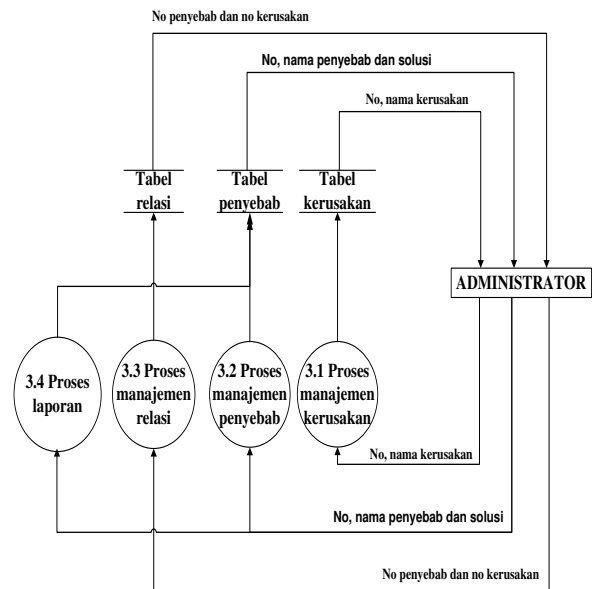 No penyebab dan no kerusakan
No, nama penyebab dan solusi
No, nama kerusakan
Tabel
relasi
Tabel
penyebab
Tabel
kerusakan
ADMINISTRATOR
3.4 Proses
laporan
3.3 Proses
manajemen
relasi
3.2 Proses
manajemen
penyebab
3.1 Proses
manajemen
kerusakan
No, nama kerusakan
No, nama penyebab dan solusi
No penyebab dan no kerusakan